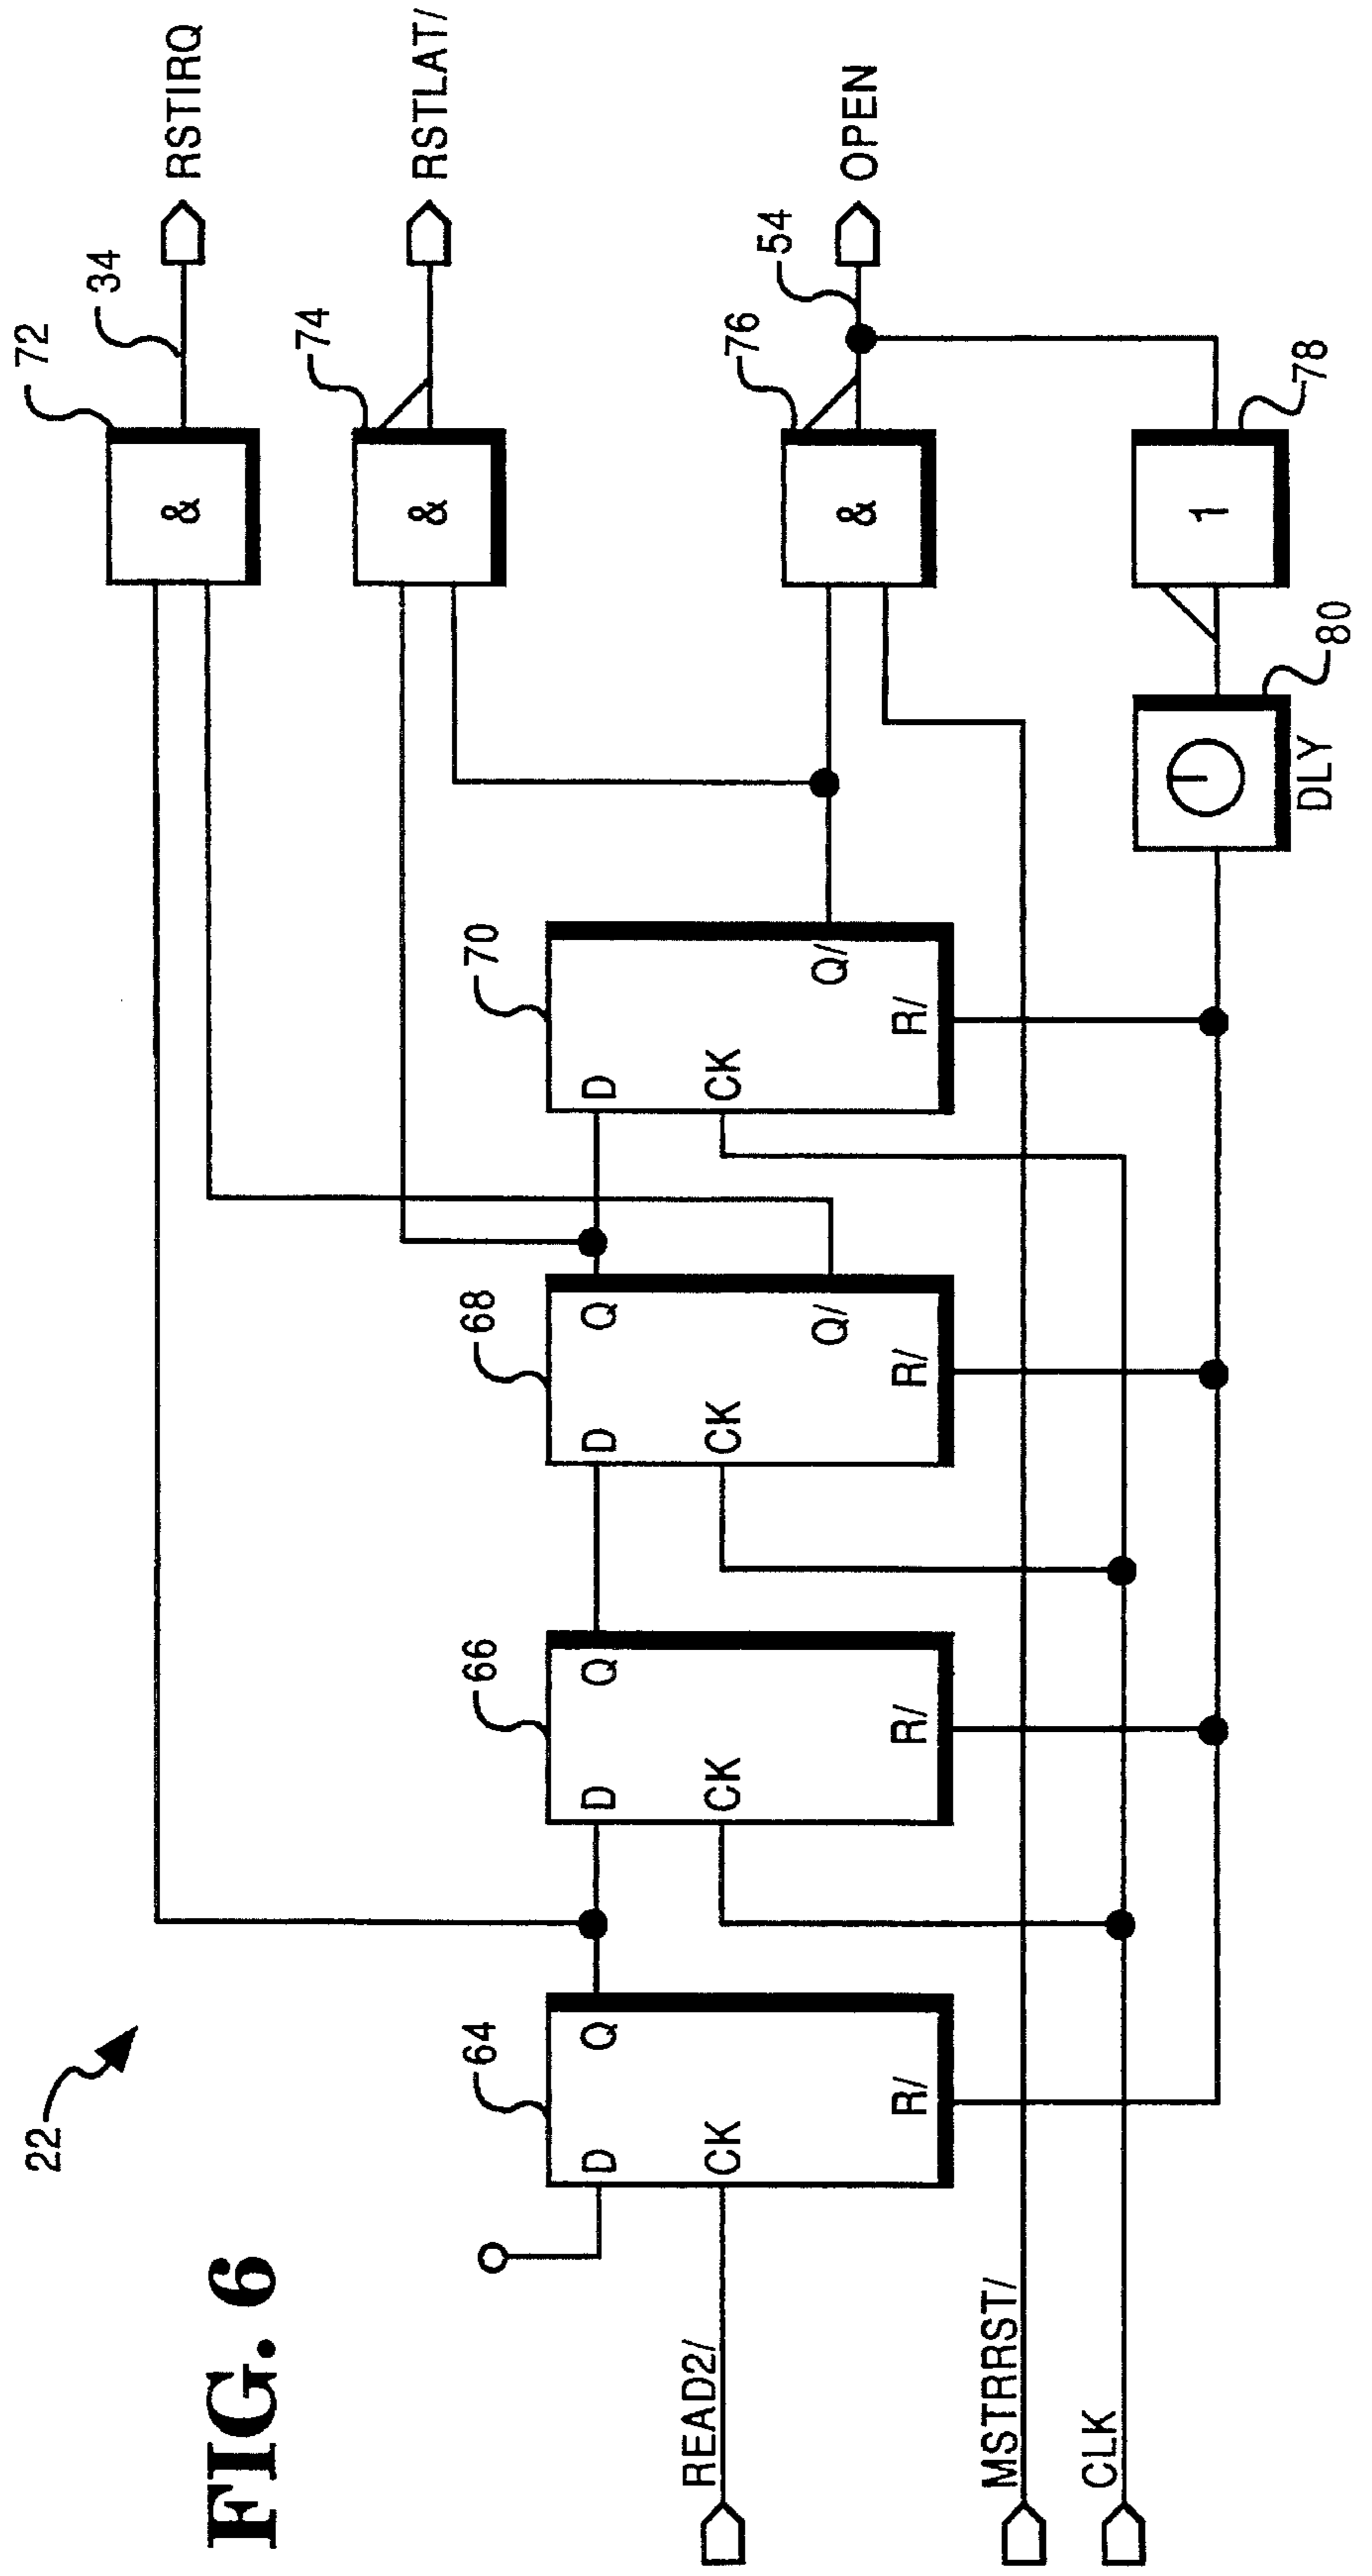 FIG. 6
22
72
34
RSTIRQ
&
74
RSTLAT/
&
64
D
Q
CK
R/
66
D
Q
CK
R/
68
D
Q
CK
Q/
R/
70
D
CK
Q/
R/
76
&
54
OPEN
READ2/
MSTRRST/
CLK
80
DLY
1
78